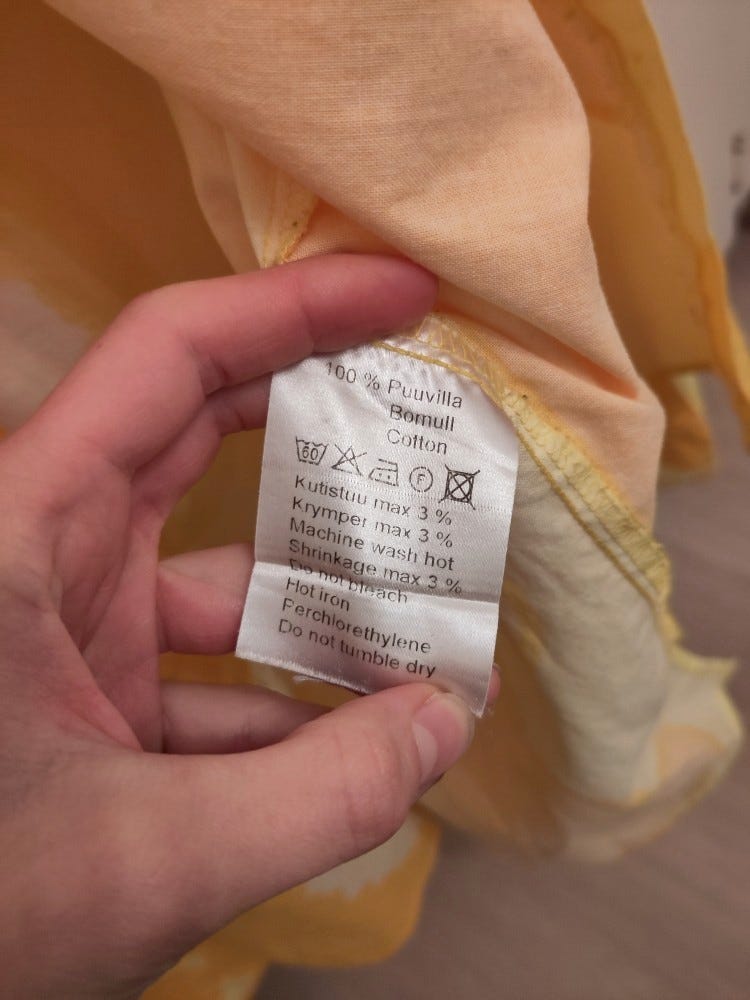 100 % Puuvilla
Bomull
Cotton
60 F
Kutistuu max 3 %
Krymper max 3 %
Machine wash hot
Shrinkage max 3 %
Do not bleach
Hot iron
Perchlorethylene
Do not tumble dry